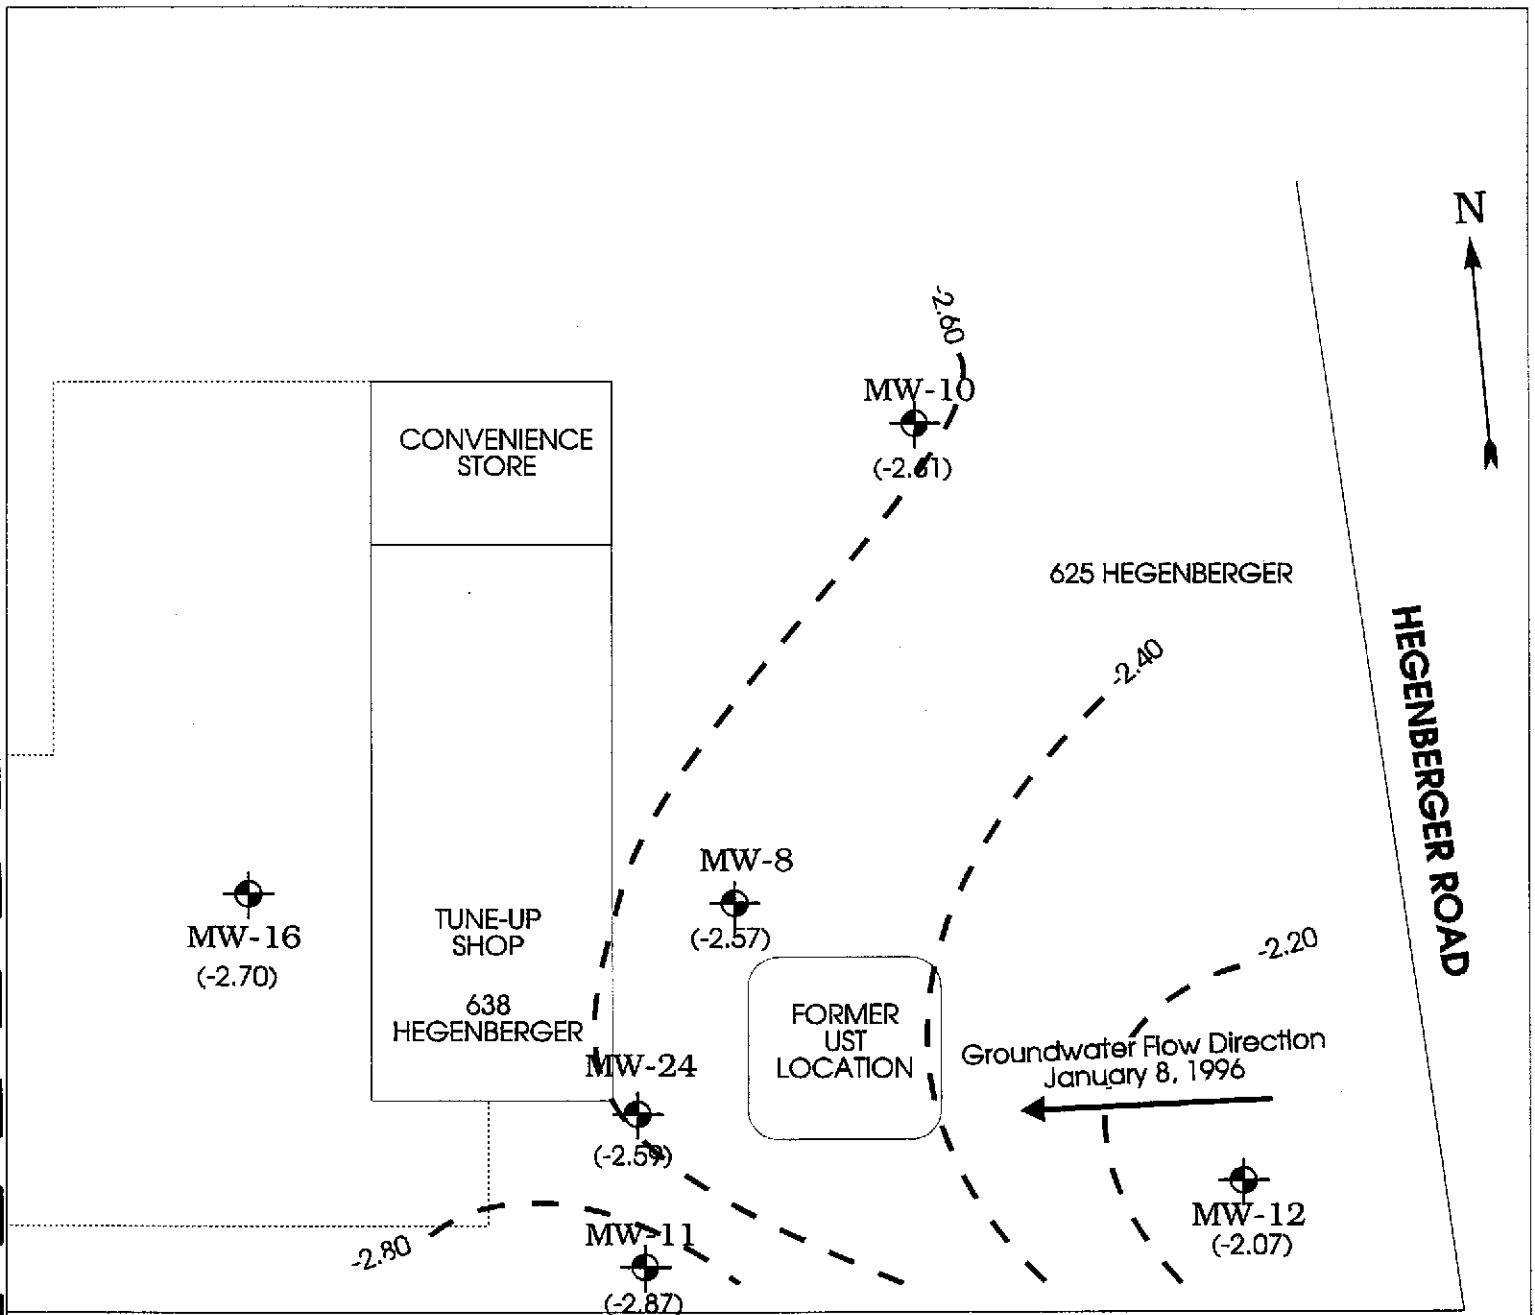 N
-2.60
MW-10
(-2.61)
CONVENIENCE
STORE
625 HEGENBERGER
HEGENBERGER ROAD
-2.40
MW-8
(-2.57)
MW-16
(-2.70)
TUNE-UP
SHOP
638
HEGENBERGER
-2.20
FORMER
UST
LOCATION
Groundwater Flow Direction
January 8, 1996
MW-24
(-2.59)
MW-12
(-2.07)
-2.80
MW-11
(-2.87)